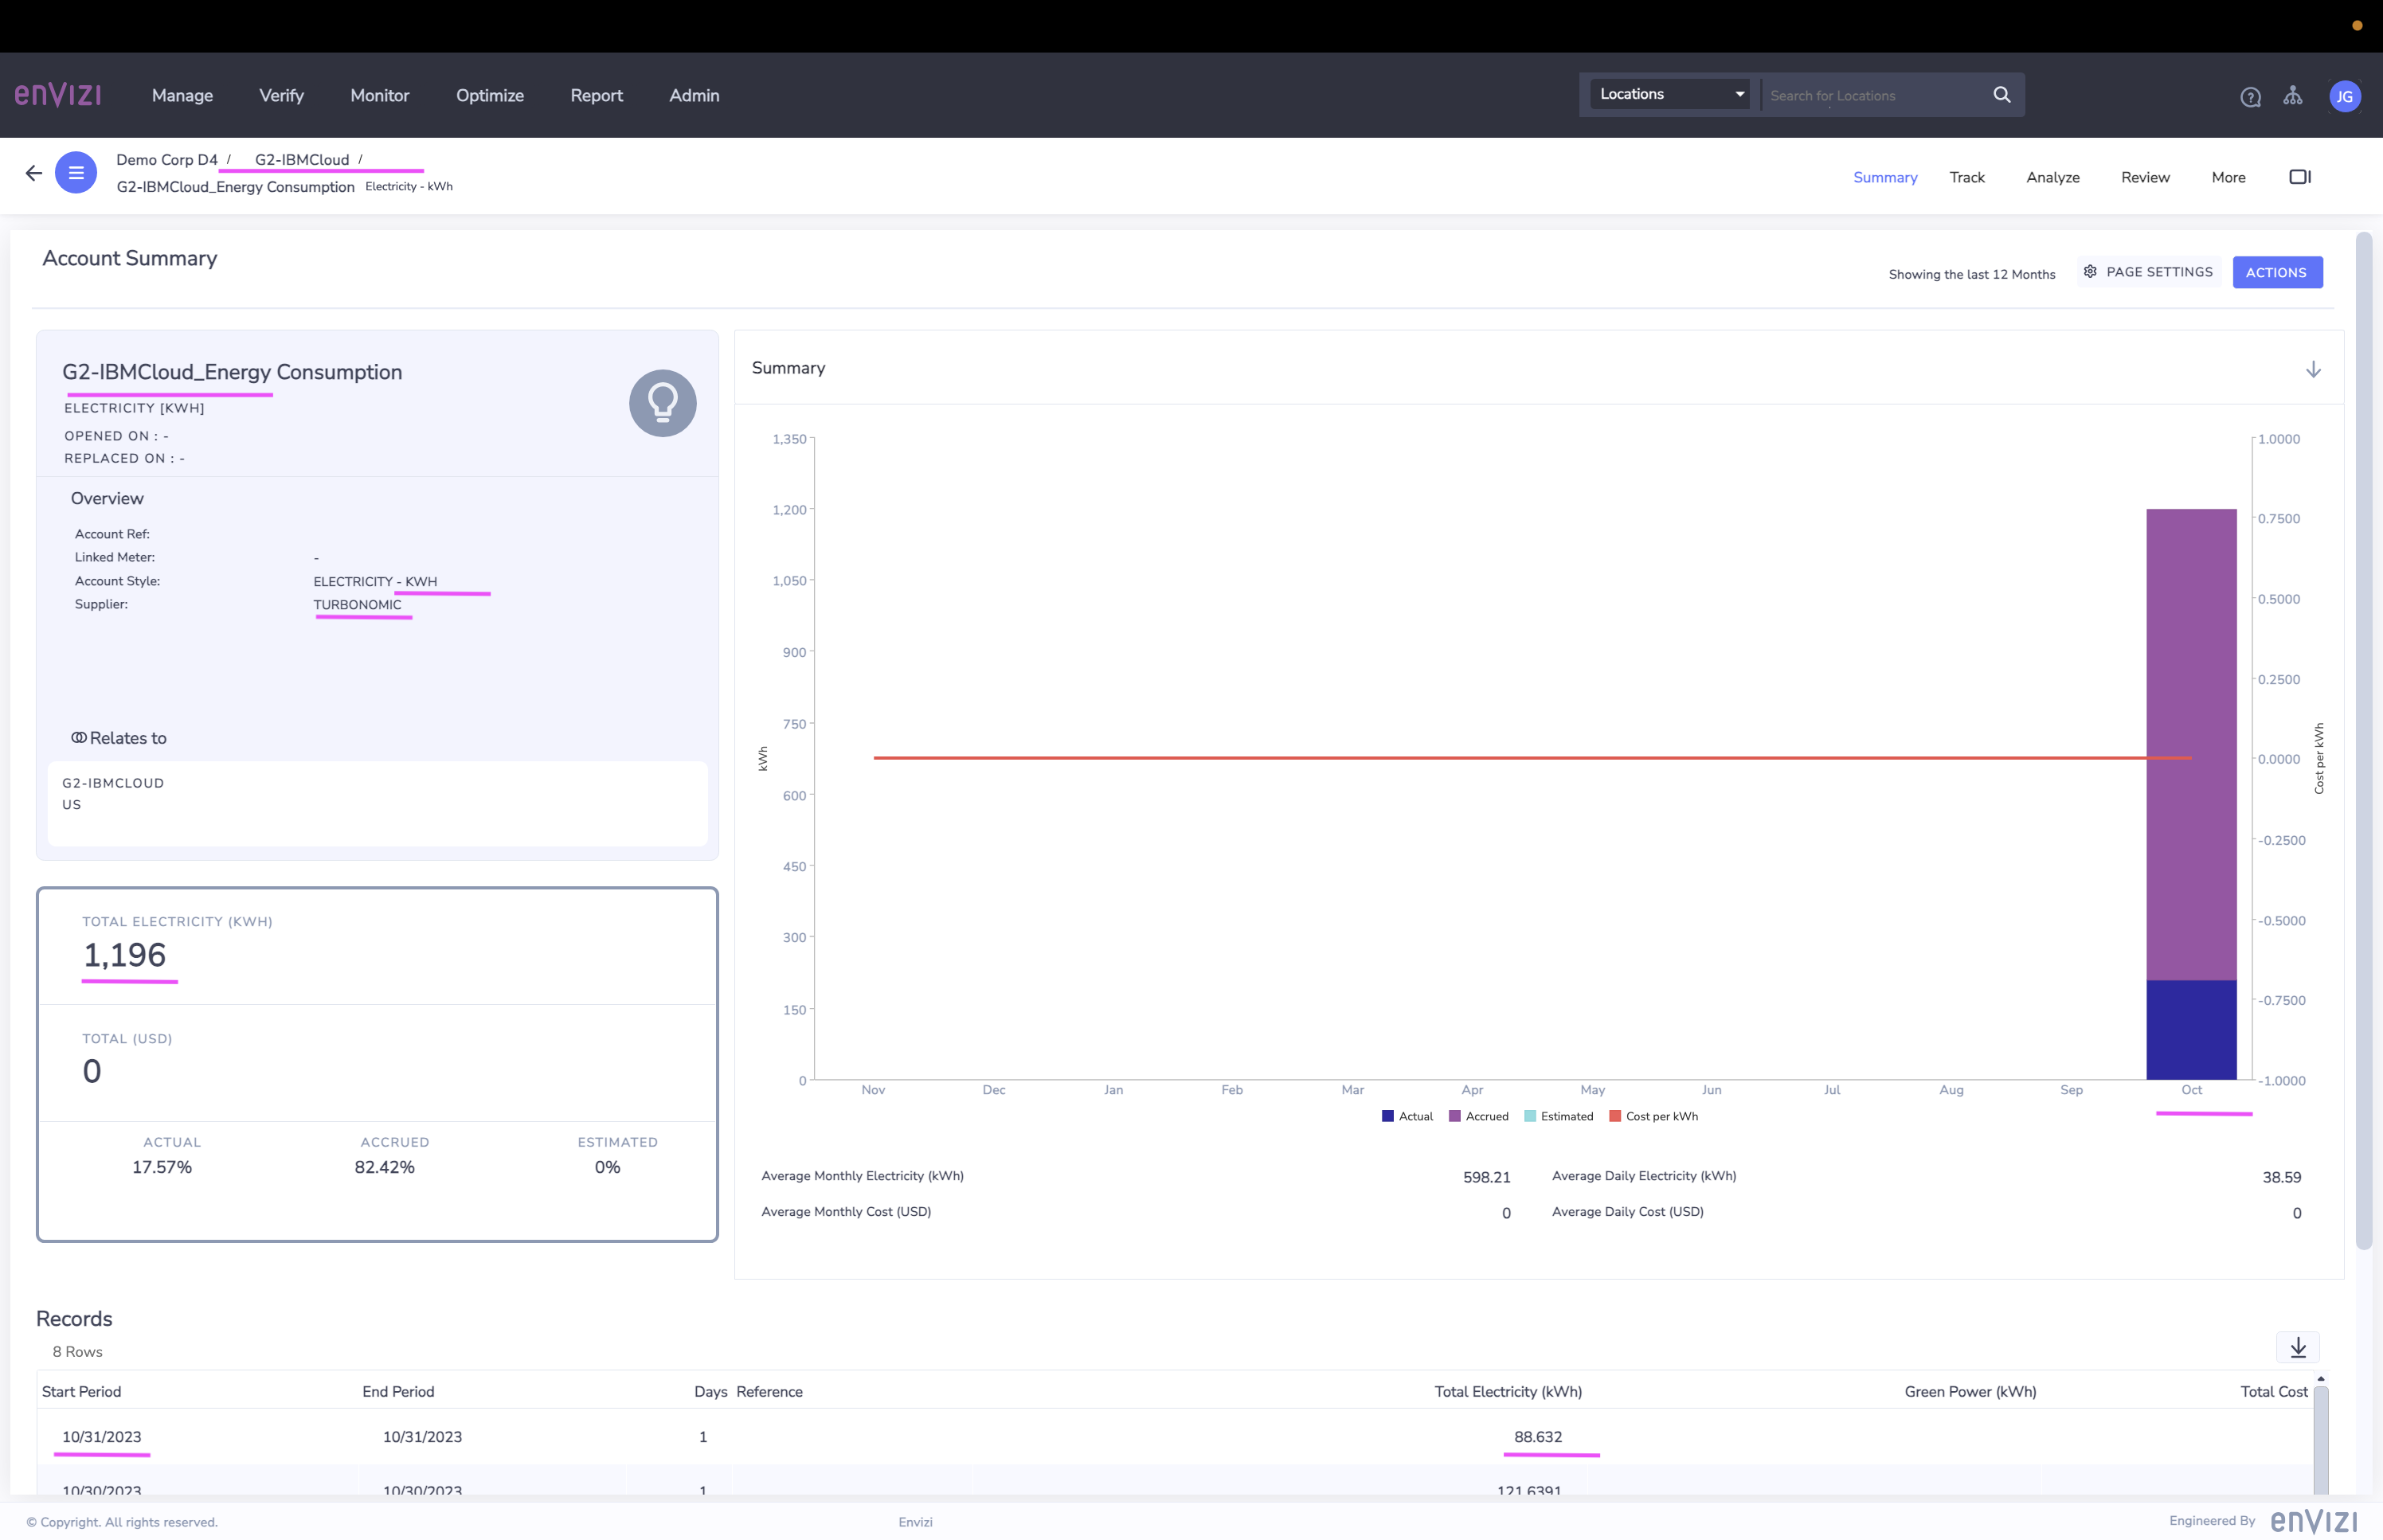 enVizi Manage Verify Monitor Optimize Report Admin Locations Search for Locations JG
Demo Corp D4 / G2-IBMCloud /
G2-IBMCloud_Energy Consumption Electricity - kWh
Summary Track Analyze Review More
Account Summary
Showing the last 12 Months PAGE SETTINGS ACTIONS
G2-IBMCloud_Energy Consumption
ELECTRICITY [KWH]
OPENED ON : -
REPLACED ON : -
Overview
Account Ref:
Linked Meter: -
Account Style: ELECTRICITY - KWH
Supplier: TURBONOMIC
Relates to
G2-IBMCLOUD
US
TOTAL ELECTRICITY (KWH)
1,196
TOTAL (USD)
0
ACTUAL ACCRUED ESTIMATED
17.57% 82.42% 0%
Summary
1,350
1,200
1,050
900
750
600
450
300
150
0
kWh
1.0000
0.7500
0.5000
0.2500
0.0000
-0.2500
-0.5000
-0.7500
-1.0000
Cost per kWh
Nov Dec Jan Feb Mar Apr May Jun Jul Aug Sep Oct
Actual Accrued Estimated Cost per kWh
Average Monthly Electricity (kWh) 598.21 Average Daily Electricity (kWh) 38.59
Average Monthly Cost (USD) 0 Average Daily Cost (USD) 0
Records
8 Rows
Start Period End Period Days Reference Total Electricity (kWh) Green Power (kWh) Total Cost
10/31/2023 10/31/2023 1 88.632
10/30/2023 10/30/2023 1 121.6391
© Copyright. All rights reserved. Envizi Engineered By enVizi